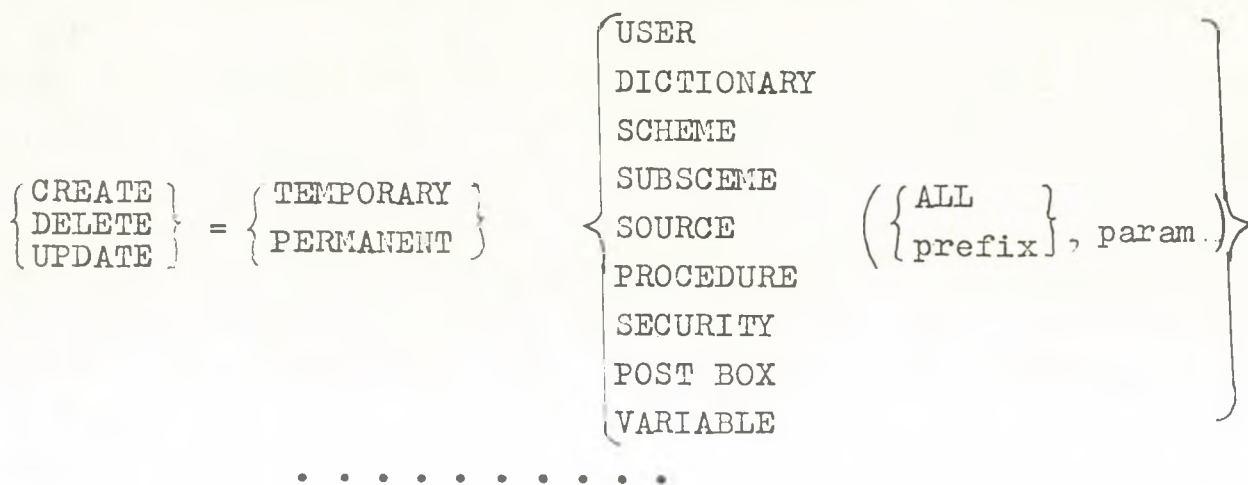 USER
DICTIONARY
SCHEME
{ CREATE } = { TEMPORARY } SUBSCEME ( { ALL
{ DELETE } { PERMANENT } SOURCE prefix } , param. )
{ UPDATE } PROCEDURE
SECURITY
POST BOX
VARIABLE
. . . . . . . . . .